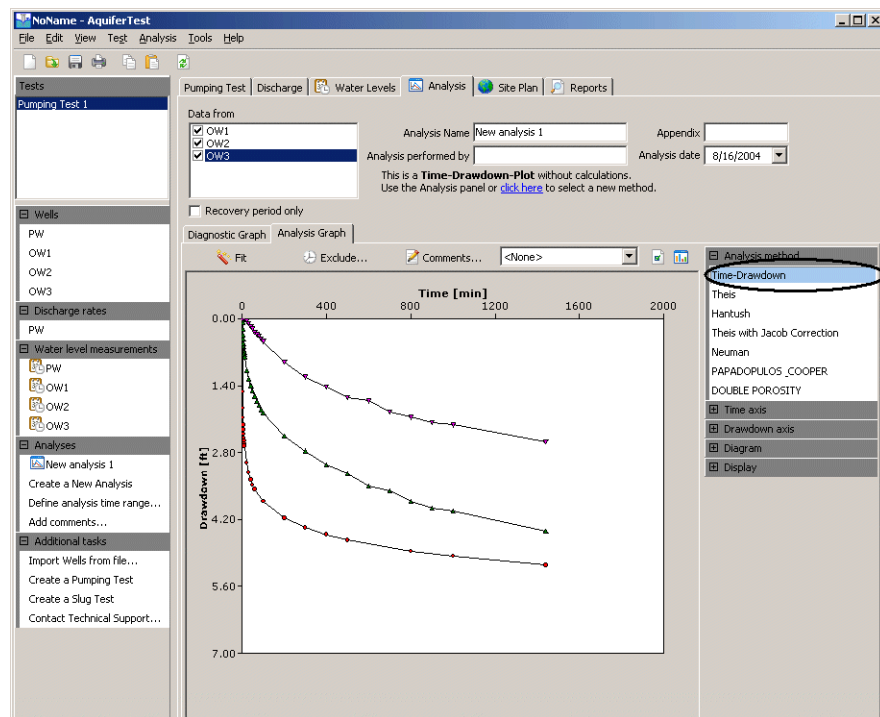 NoName - AquiferTest
File Edit View Test Analysis Tools Help
Tests
Pumping Test 1
Wells
PW
OW1
OW2
OW3
Discharge rates
PW
Water level measurements
PW
OW1
OW2
OW3
Analyses
New analysis 1
Create a New Analysis
Define analysis time range...
Add comments...
Additional tasks
Import Wells from file...
Create a Pumping Test
Create a Slug Test
Contact Technical Support...
Pumping Test Discharge Water Levels Analysis Site Plan Reports
Data from
OW1
OW2
OW3
Recovery period only
Analysis Name New analysis 1 Appendix
Analysis performed by Analysis date 8/16/2004
This is a Time-Drawdown-Plot without calculations.
Use the Analysis panel or click here to select a new method.
Diagnostic Graph Analysis Graph
Fit Exclude... Comments... <None>
Time [min]
0 400 800 1200 1600 2000
0.00
1.40
2.80
4.20
5.60
7.00
Drawdown [ft]
Analysis method
Time-Drawdown
Theis
Hantush
Theis with Jacob Correction
Neuman
PAPADOPULOS _COOPER
DOUBLE POROSITY
Time axis
Drawdown axis
Diagram
Display